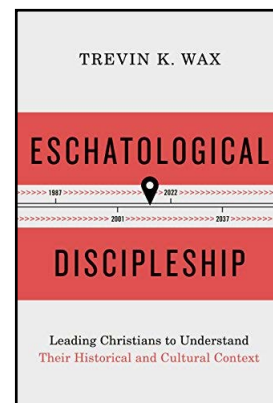 TREVIN K. WAX
ESCHATOLOGICAL
>>>>> 1987 >>>>>>>>>>>>>>>>> 2022 >>>>>>>>>>>
>>>>>>>>>>>>>>> 2001 >>>>>>>>>>>>>>>>> 2037 >>>>>
DISCIPLESHIP
Leading Christians to Understand
Their Historical and Cultural Context